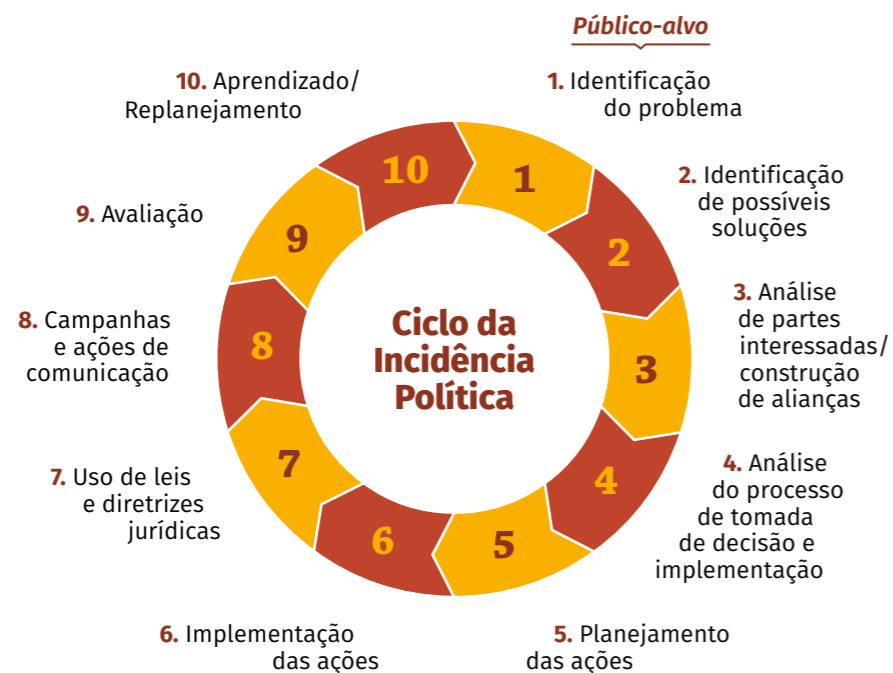 Público-alvo
1. Identificação
do problema
2. Identificação
de possíveis
soluções
3. Análise
de partes
interessadas/
construção
de alianças
4. Análise
do processo
de tomada
de decisão e
implementação
5. Planejamento
das ações
6. Implementação
das ações
7. Uso de leis
e diretrizes
jurídicas
8. Campanhas
e ações de
comunicação
9. Avaliação
10. Aprendizado/
Replanejamento
1
2
3
4
5
6
7
8
9
10
Ciclo da
Incidência
Política